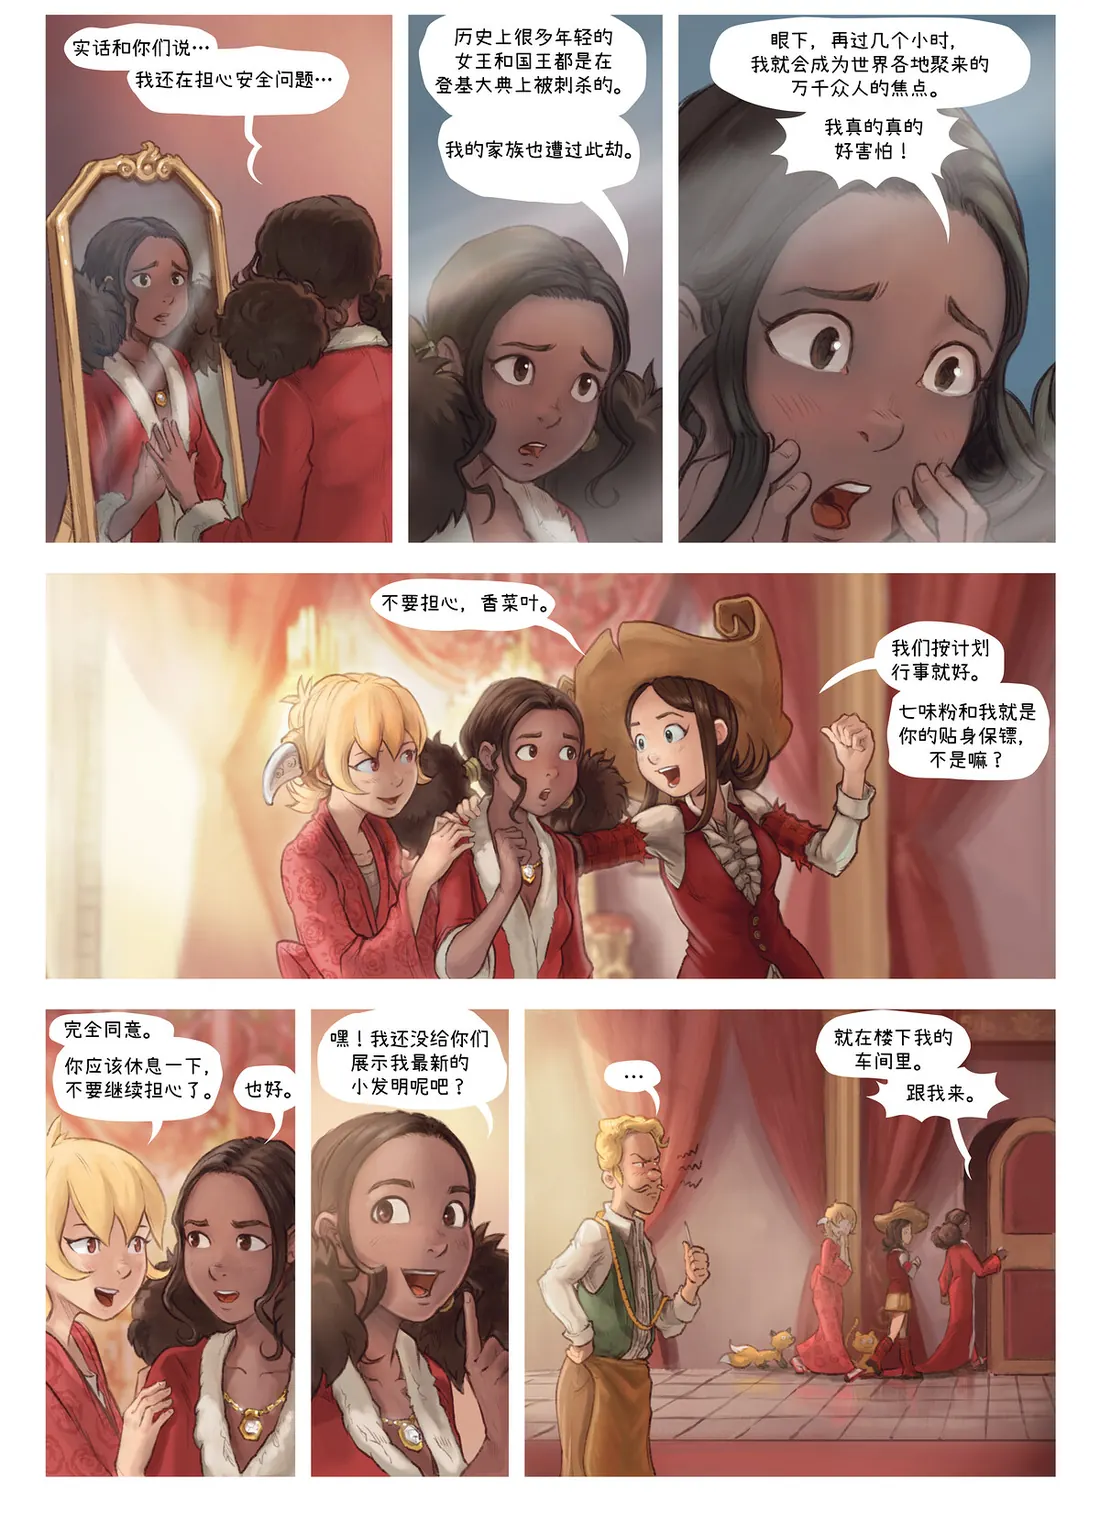 实话和你们说…
我还在担心安全问题…
历史上很多年轻的
女王和国王都是在
登基大典上被刺杀的。
我的家族也遭过此劫。
眼下，再过几个小时，
我就会成为世界各地聚来的
万千众人的焦点。
我真的真的
好害怕！
不要担心，香菜叶。
我们按计划
行事就好。
七味粉和我就是
你的贴身保镖，
不是嘛？
完全同意。
你应该休息一下，
不要继续担心了。
也好。
嘿！我还没给你们
展示我最新的
小发明呢吧？
…
就在楼下我的
车间里。
跟我来。